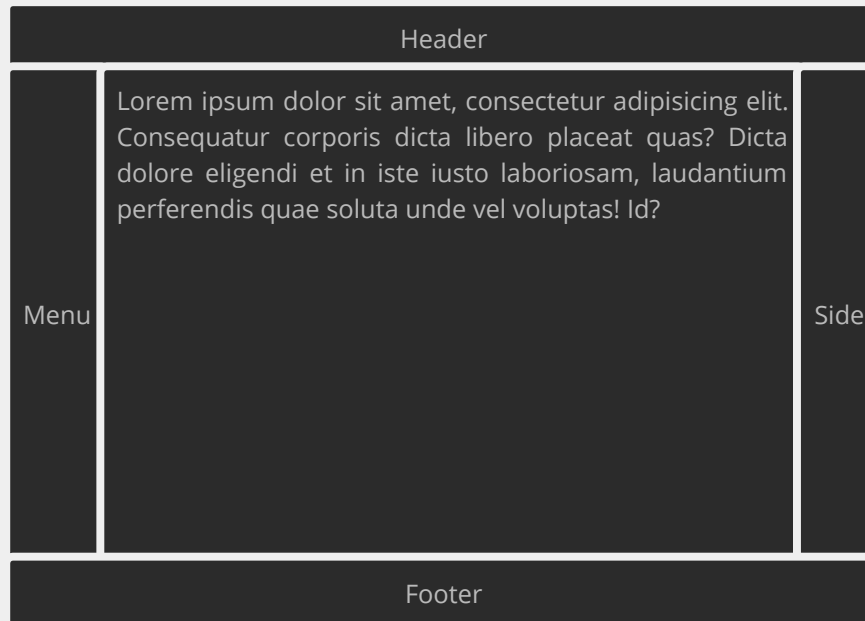 Header
Menu
Lorem ipsum dolor sit amet, consectetur adipisicing elit.
Consequatur corporis dicta libero placeat quas? Dicta
dolore eligendi et in iste iusto laboriosam, laudantium
perferendis quae soluta unde vel voluptas! Id?
Side
Footer